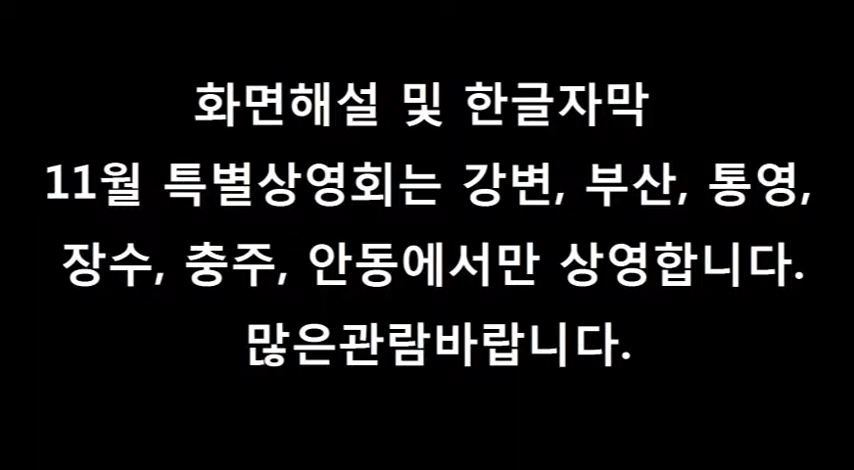 화면해설 및 한글자막
11월 특별상영회는 강변, 부산, 통영,
장수, 충주, 안동에서만 상영합니다.
많은관람바랍니다.